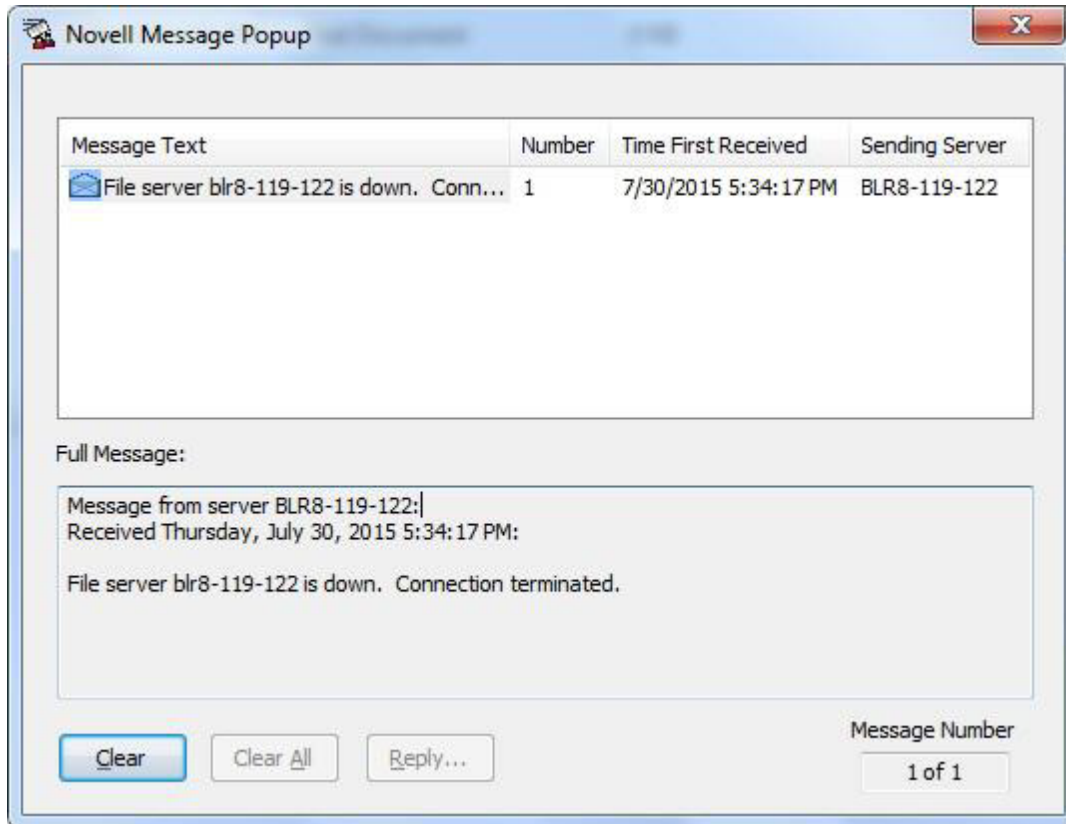 Novell Message Popup
Message Text Number Time First Received Sending Server
File server blr8-119-122 is down.  Conn... 1 7/30/2015 5:34:17 PM BLR8-119-122
Full Message:
Message from server BLR8-119-122:
Received Thursday, July 30, 2015 5:34:17 PM:
File server blr8-119-122 is down.  Connection terminated.
Message Number
Clear Clear All Reply... 1 of 1